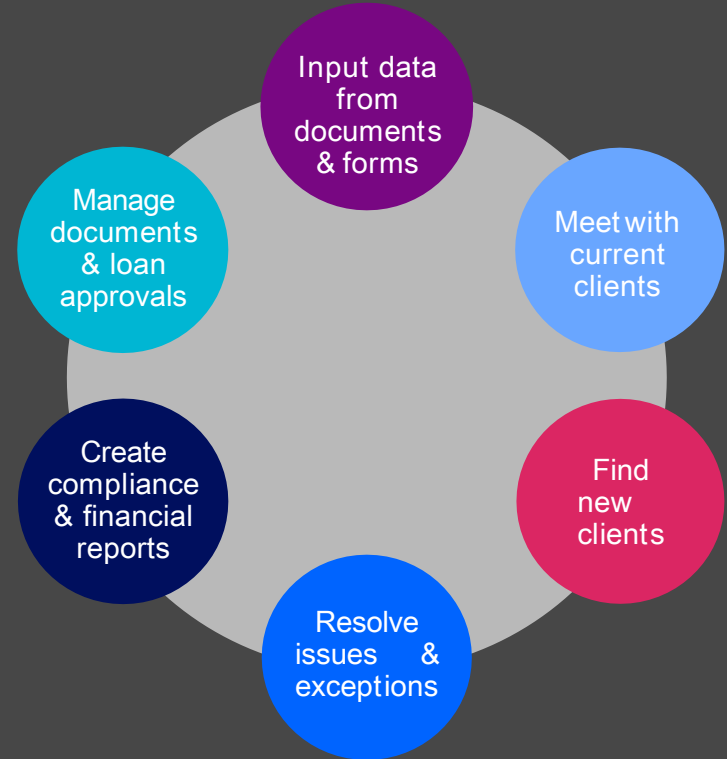 Input data
from
documents
& forms
Meet with
current
clients
Find
new
clients
Resolve
issues &
exceptions
Create
compliance
& financial
reports
Manage
documents
& loan
approvals